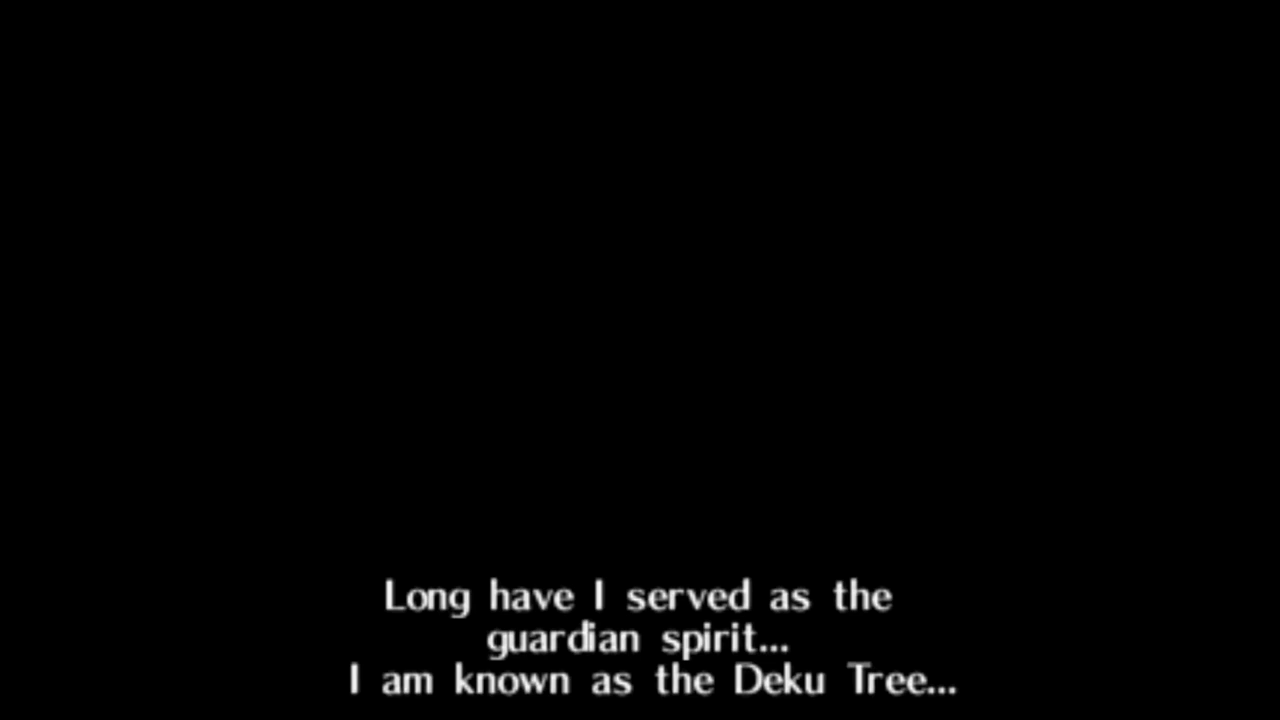 Long have I served as the
guardian spirit...
I am known as the Deku Tree...